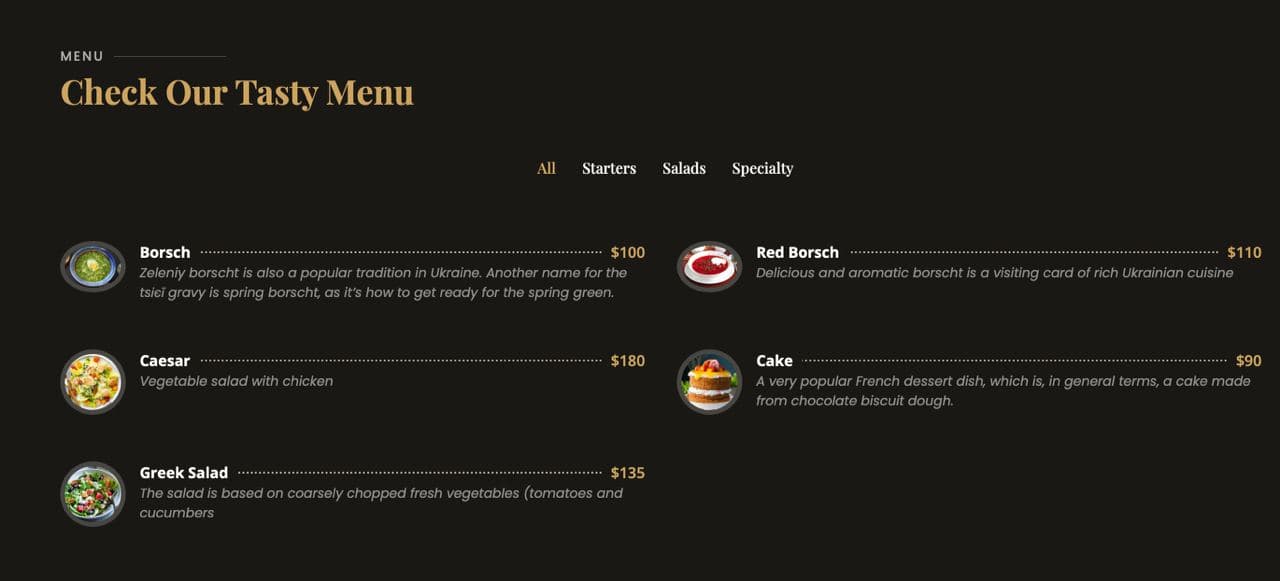 MENU
Check Our Tasty Menu
All Starters Salads Specialty
Borsch $100
Zeleniy borscht is also a popular tradition in Ukraine. Another name for the
tsiєї gravy is spring borscht, as it’s how to get ready for the spring green.
Red Borsch $110
Delicious and aromatic borscht is a visiting card of rich Ukrainian cuisine
Caesar $180
Vegetable salad with chicken
Cake $90
A very popular French dessert dish, which is, in general terms, a cake made
from chocolate biscuit dough.
Greek Salad $135
The salad is based on coarsely chopped fresh vegetables (tomatoes and
cucumbers